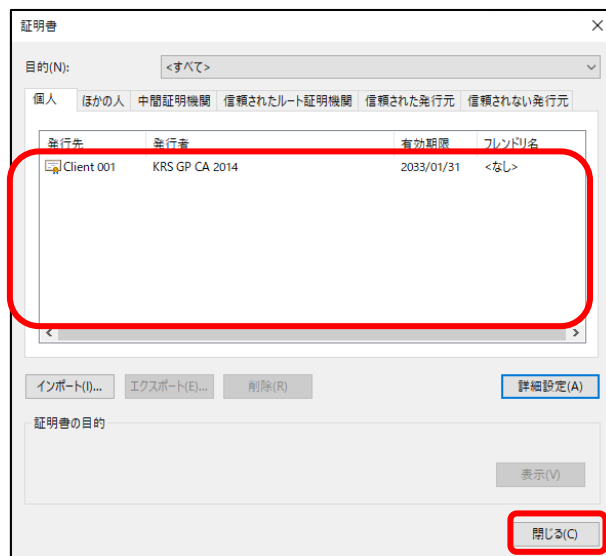 証明書
目的(N): <すべて>
個人 ほかの人 中間証明機関 信頼されたルート証明機関 信頼された発行元 信頼されない発行元
発行先 発行者 有効期限 フレンドリ名
Client 001 KRS GP CA 2014 2033/01/31 <なし>
インポート(I)... エクスポート(E)... 削除(R) 詳細設定(A)
証明書の目的
表示(V)
閉じる(C)